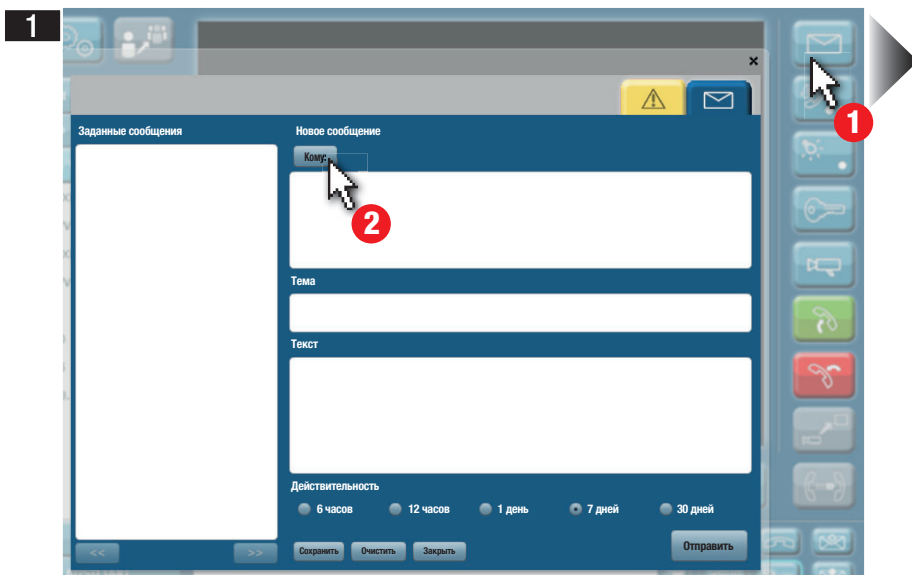 1
×
1
Заданные сообщения
Новое сообщение
Кому:
2
Тема
Текст
Действительность
6 часов 12 часов 1 день 7 дней 30 дней
<< >> Сохранить Очистить Закрыть Отправить